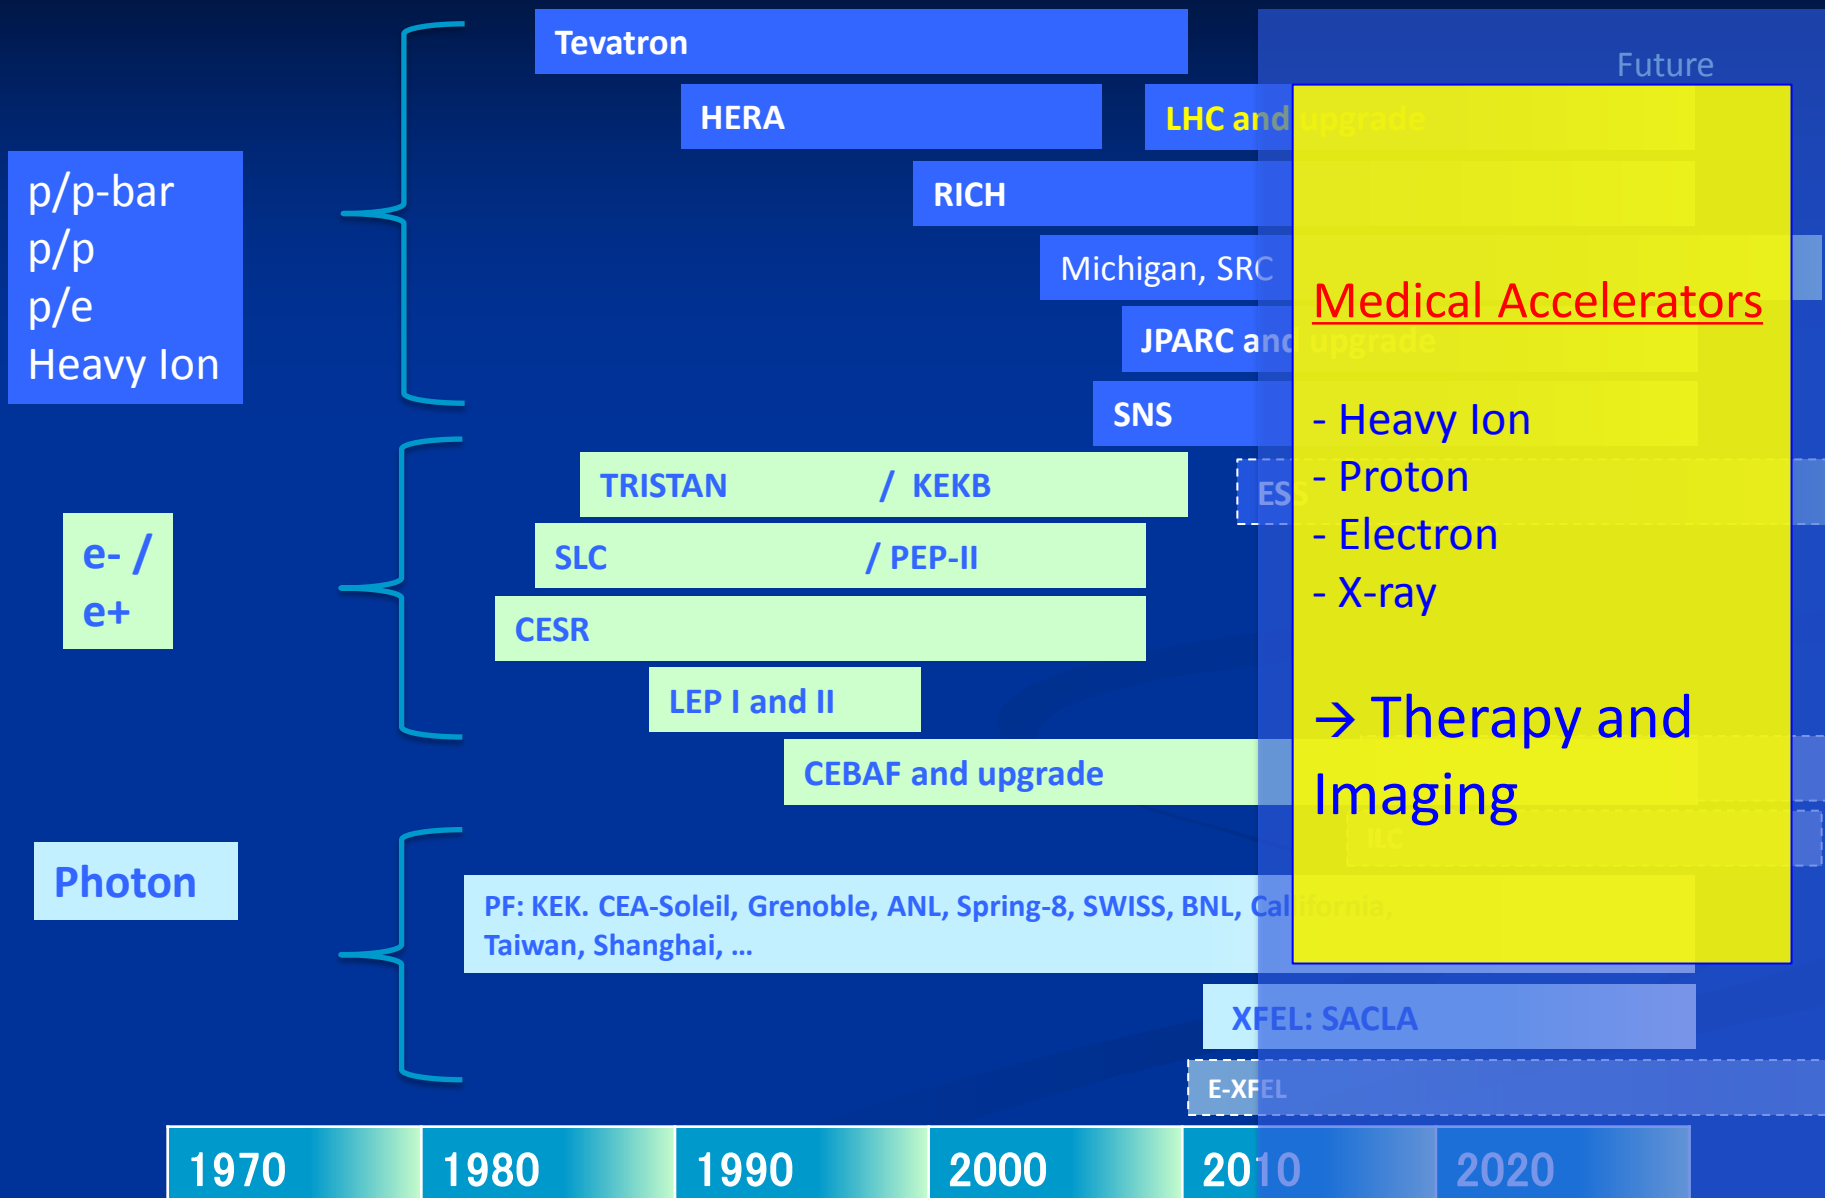 Tevatron
Future
HERA
LHC and upgrade
p/p-bar
p/p
p/e
Heavy Ion
RICH
Michigan, SRC
JPARC and upgrade
SNS
Medical Accelerators
- Heavy Ion
- Proton
- Electron
- X-ray
→ Therapy and
Imaging
e- /
e+
TRISTAN / KEKB
ESS
SLC / PEP-II
CESR
LEP I and II
CEBAF and upgrade
ILC
Photon
PF: KEK. CEA-Soleil, Grenoble, ANL, Spring-8, SWISS, BNL, California,
Taiwan, Shanghai, ...
XFEL: SACLA
E-XFEL
1970 1980 1990 2000 2010 2020